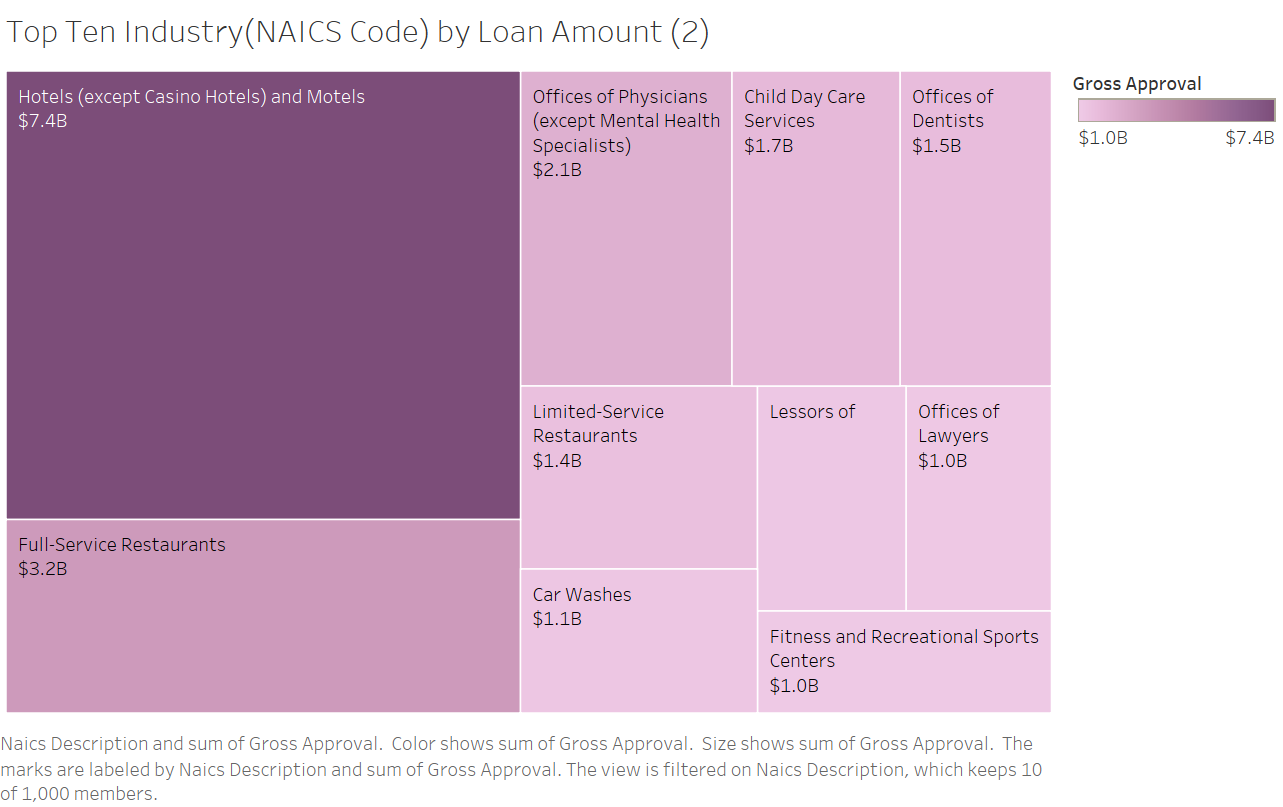 Top Ten Industry(NAICS Code) by Loan Amount (2)
Hotels (except Casino Hotels) and Motels
$7.4B
Full-Service Restaurants
$3.2B
Offices of Physicians
(except Mental Health
Specialists)
$2.1B
Child Day Care
Services
$1.7B
Offices of
Dentists
$1.5B
Limited-Service
Restaurants
$1.4B
Car Washes
$1.1B
Lessors of
Offices of
Lawyers
$1.0B
Fitness and Recreational Sports
Centers
$1.0B
Gross Approval
$1.0B $7.4B
Naics Description and sum of Gross Approval.  Color shows sum of Gross Approval.  Size shows sum of Gross Approval.  The
marks are labeled by Naics Description and sum of Gross Approval. The view is filtered on Naics Description, which keeps 10
of 1,000 members.